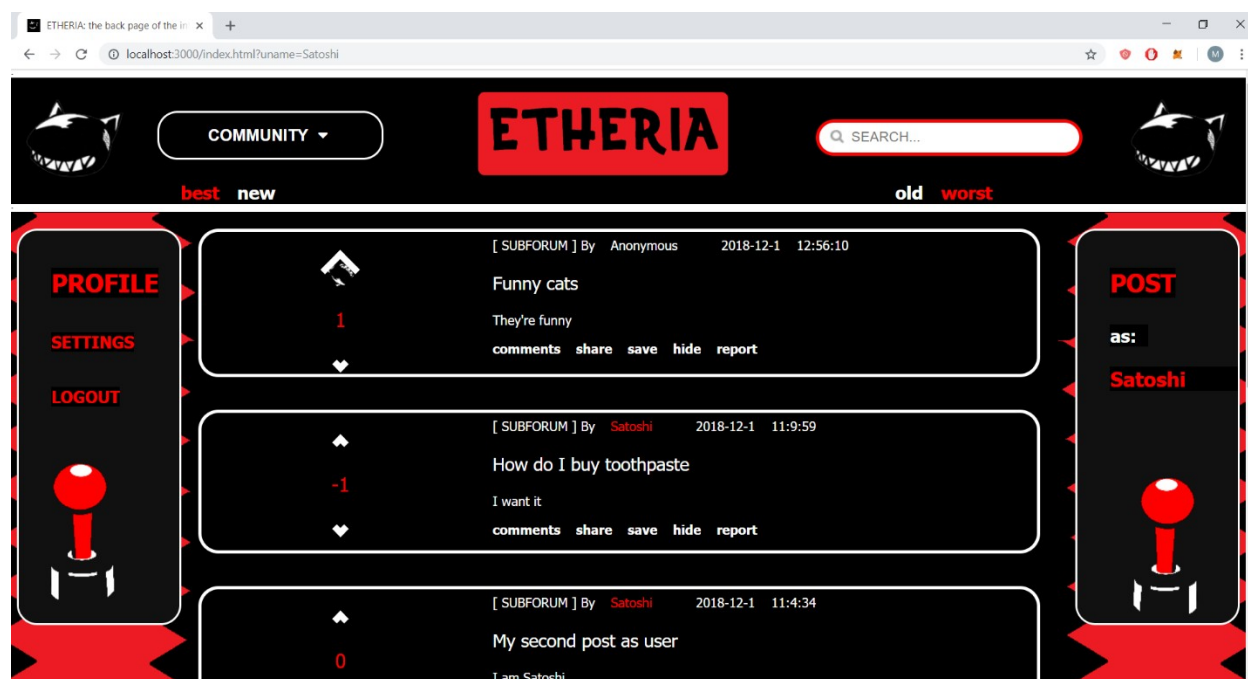 ETHERIA: the back page of the in
localhost:3000/index.html?uname=Satoshi
M
COMMUNITY
ETHERIA
SEARCH...
best new
old worst
PROFILE
SETTINGS
LOGOUT
[ SUBFORUM ] By Anonymous 2018-12-1 12:56:10
Funny cats
1
They're funny
comments share save hide report
[ SUBFORUM ] By Satoshi 2018-12-1 11:9:59
How do I buy toothpaste
-1
I want it
comments share save hide report
[ SUBFORUM ] By Satoshi 2018-12-1 11:4:34
My second post as user
0
I am Satoshi
POST
as:
Satoshi